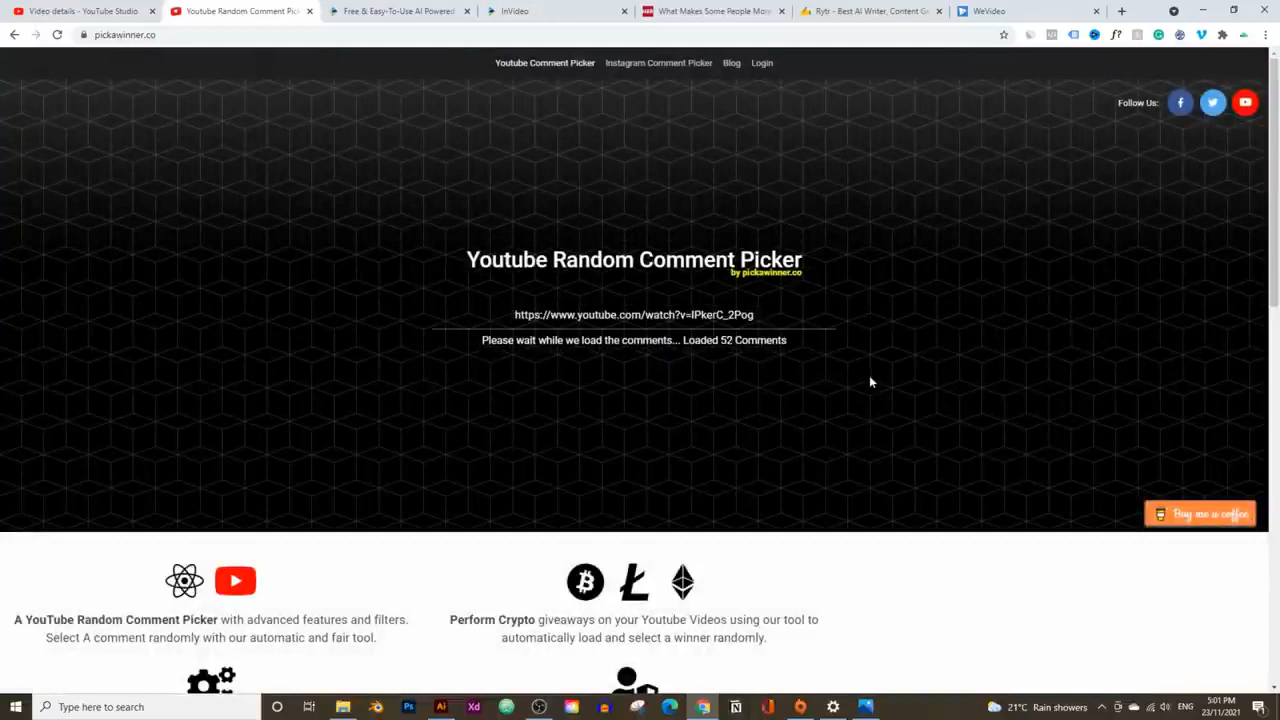 Video details - YouTube Studio
Youtube Random Comment Pic
Free & Easy-To-Use AI Powered
InVideo
What Makes Some People Mor
Rytr - Best AI Writer, Content Ge
WeVideo
pickawinner.co
Youtube Comment Picker
Instagram Comment Picker
Blog
Login
Follow Us:
Youtube Random Comment Picker
by pickawinner.co
https://www.youtube.com/watch?v=IPkerC_2Pog
Please wait while we load the comments... Loaded 52 Comments
Buy me a coffee
A YouTube Random Comment Picker with advanced features and filters.
Select A comment randomly with our automatic and fair tool.
Perform Crypto giveaways on your Youtube Videos using our tool to
automatically load and select a winner randomly.
Type here to search
21°C Rain showers
ENG
5:01 PM
23/11/2021